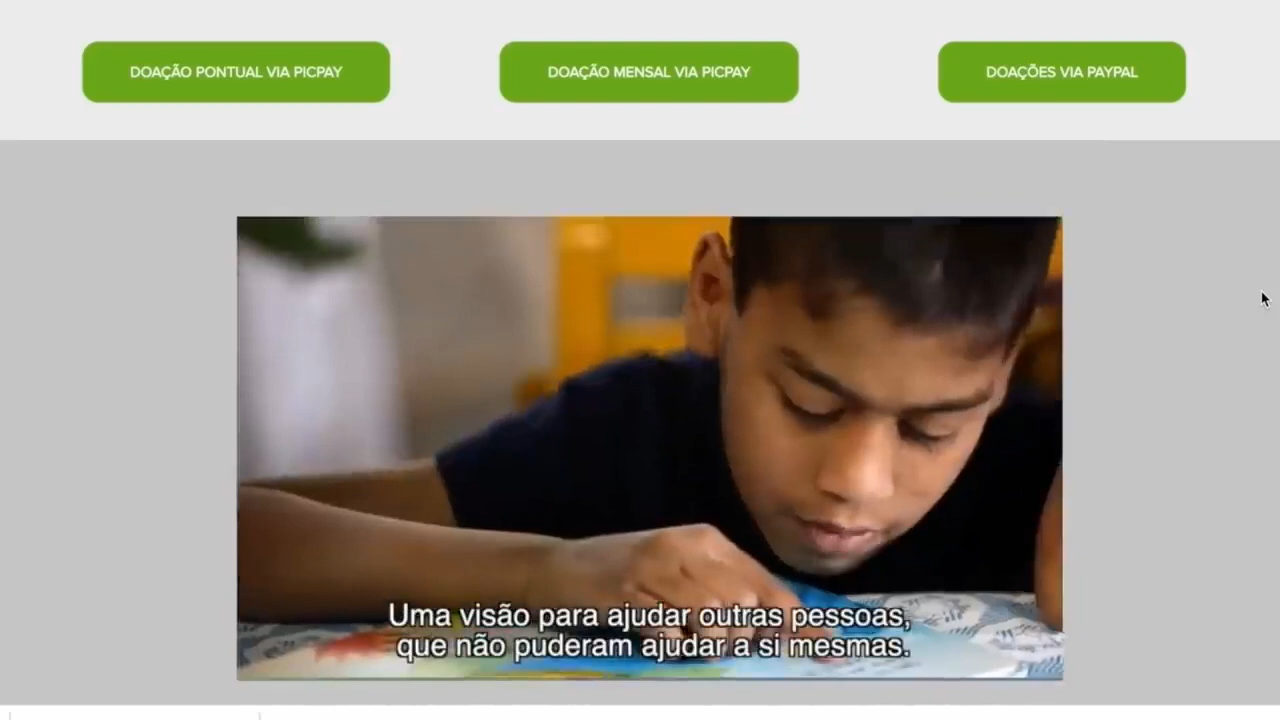 DOAÇÃO PONTUAL VIA PICPAY
DOAÇÃO MENSAL VIA PICPAY
DOAÇÕES VIA PAYPAL
Uma visão para ajudar outras pessoas,
que não puderam ajudar a si mesmas.